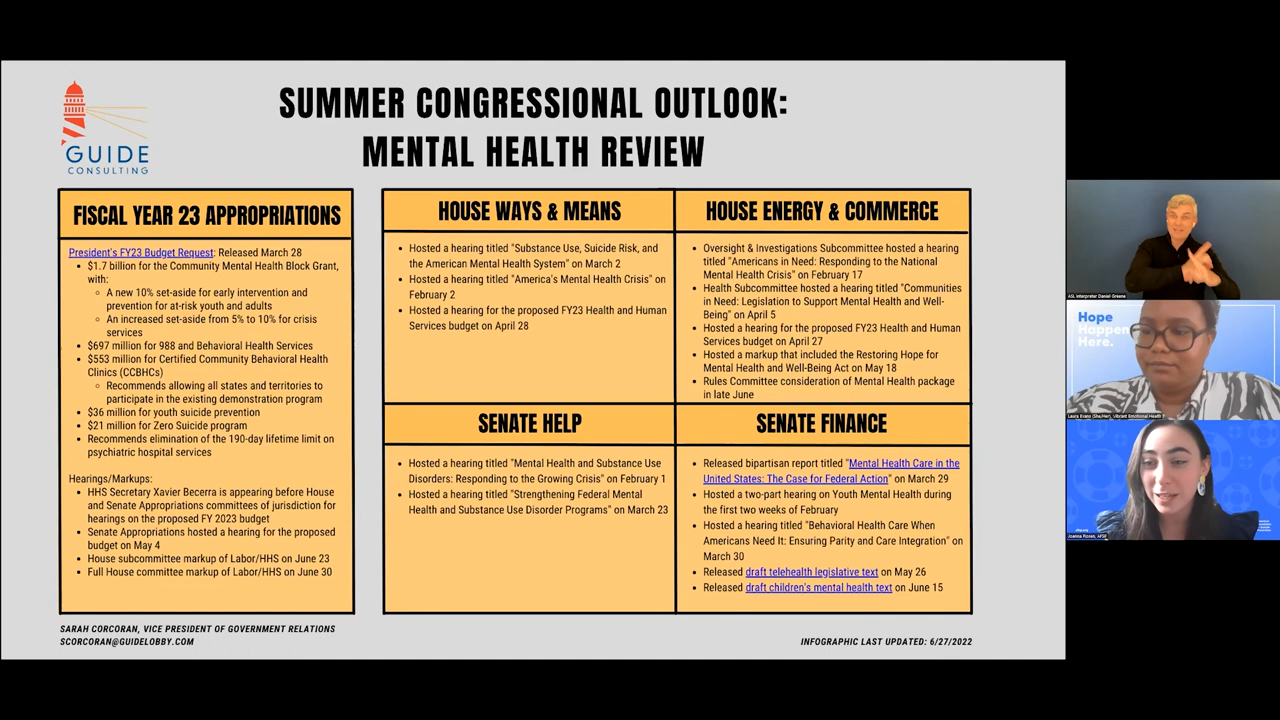 SUMMER CONGRESSIONAL OUTLOOK:
MENTAL HEALTH REVIEW
GUIDE
CONSULTING
FISCAL YEAR 23 APPROPRIATIONS
President's FY23 Budget Request: Released March 28
• $1.7 billion for the Community Mental Health Block Grant,
with:
◦ A new 10% set-aside for early intervention and
prevention for at-risk youth and adults
◦ An increased set-aside from 5% to 10% for crisis
services
• $697 million for 988 and Behavioral Health Services
• $553 million for Certified Community Behavioral Health
Clinics (CCBHCs)
◦ Recommends allowing all states and territories to
participate in the existing demonstration program
• $36 million for youth suicide prevention
• $21 million for Zero Suicide program
• Recommends elimination of the 190-day lifetime limit on
psychiatric hospital services
Hearings/Markups:
• HHS Secretary Xavier Becerra is appearing before House
and Senate Appropriations committees of jurisdiction for
hearings on the proposed FY 2023 budget
• Senate Appropriations hosted a hearing for the proposed
budget on May 4
• House subcommittee markup of Labor/HHS on June 23
• Full House committee markup of Labor/HHS on June 30
HOUSE WAYS & MEANS
• Hosted a hearing titled "Substance Use, Suicide Risk, and
the American Mental Health System" on March 2
• Hosted a hearing titled "America's Mental Health Crisis" on
February 2
• Hosted a hearing for the proposed FY23 Health and Human
Services budget on April 28
HOUSE ENERGY & COMMERCE
• Oversight & Investigations Subcommittee hosted a hearing
titled "Americans in Need: Responding to the National
Mental Health Crisis" on February 17
• Health Subcommittee hosted a hearing titled "Communities
in Need: Legislation to Support Mental Health and Well-
Being" on April 5
• Hosted a hearing for the proposed FY23 Health and Human
Services budget on April 27
• Hosted a markup that included the Restoring Hope for
Mental Health and Well-Being Act on May 18
• Rules Committee consideration of Mental Health package
in late June
SENATE HELP
• Hosted a hearing titled "Mental Health and Substance Use
Disorders: Responding to the Growing Crisis" on February 1
• Hosted a hearing titled "Strengthening Federal Mental
Health and Substance Use Disorder Programs" on March 23
SENATE FINANCE
• Released bipartisan report titled "Mental Health Care in the
United States: The Case for Federal Action" on March 29
• Hosted a two-part hearing on Youth Mental Health during
the first two weeks of February
• Hosted a hearing titled "Behavioral Health Care When
Americans Need It: Ensuring Parity and Care Integration" on
March 30
• Released draft telehealth legislative text on May 26
• Released draft children's mental health text on June 15
SARAH CORCORAN, VICE PRESIDENT OF GOVERNMENT RELATIONS
SCORCORAN@GUIDELOBBY.COM
INFOGRAPHIC LAST UPDATED: 6/27/2022
ASL Interpreter Daniel Greene
Hope
Happen
Here.
Laura Evans (She/Her), Vibrant Emotional H
afsp.org
Joanna Rosen, AFSP